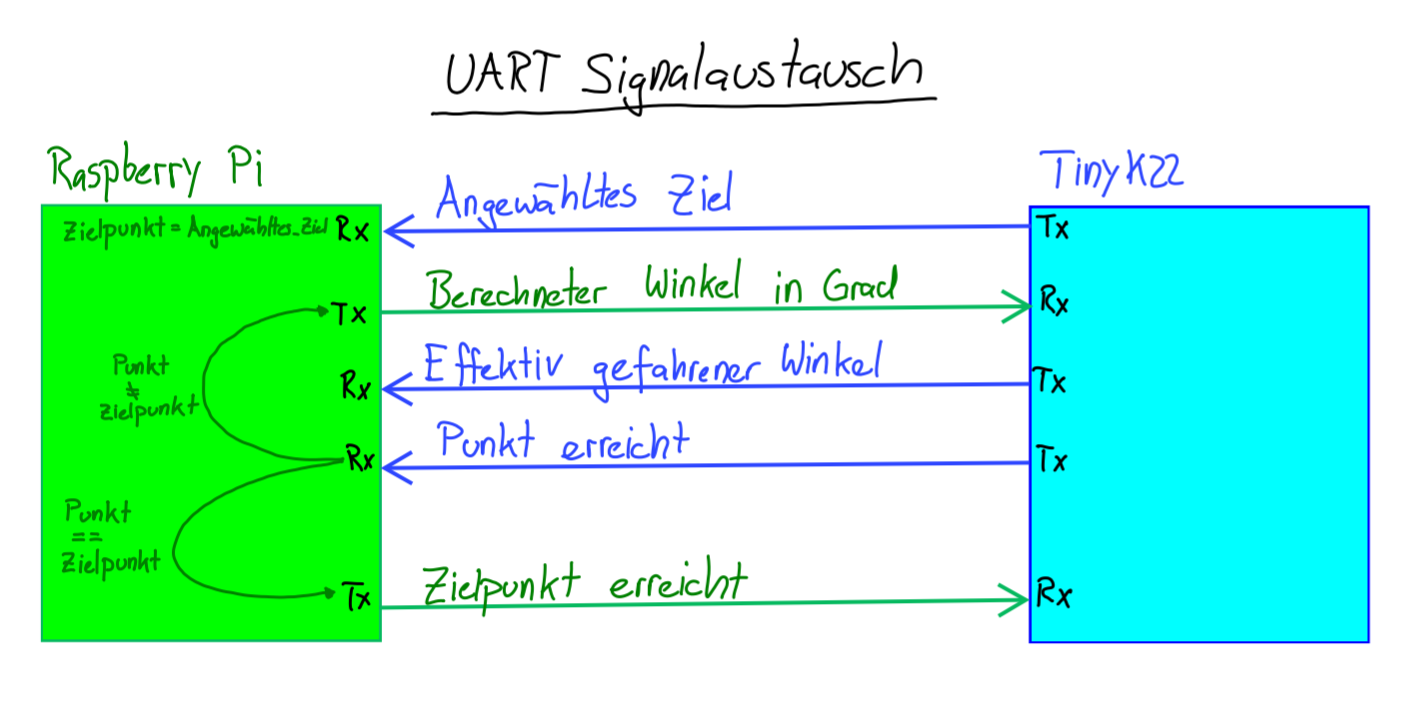 UART Signalaustausch
Raspberry Pi
TinyK22
Zielpunkt = Angewähltes_Ziel Rx
Angewähltes Ziel
Tx
Tx
Berechneter Winkel in Grad
Rx
Punkt
≠
Zielpunkt
Rx
Effektiv gefahrener Winkel
Tx
Rx
Punkt erreicht
Tx
Punkt
==
Zielpunkt
Tx
Zielpunkt erreicht
Rx